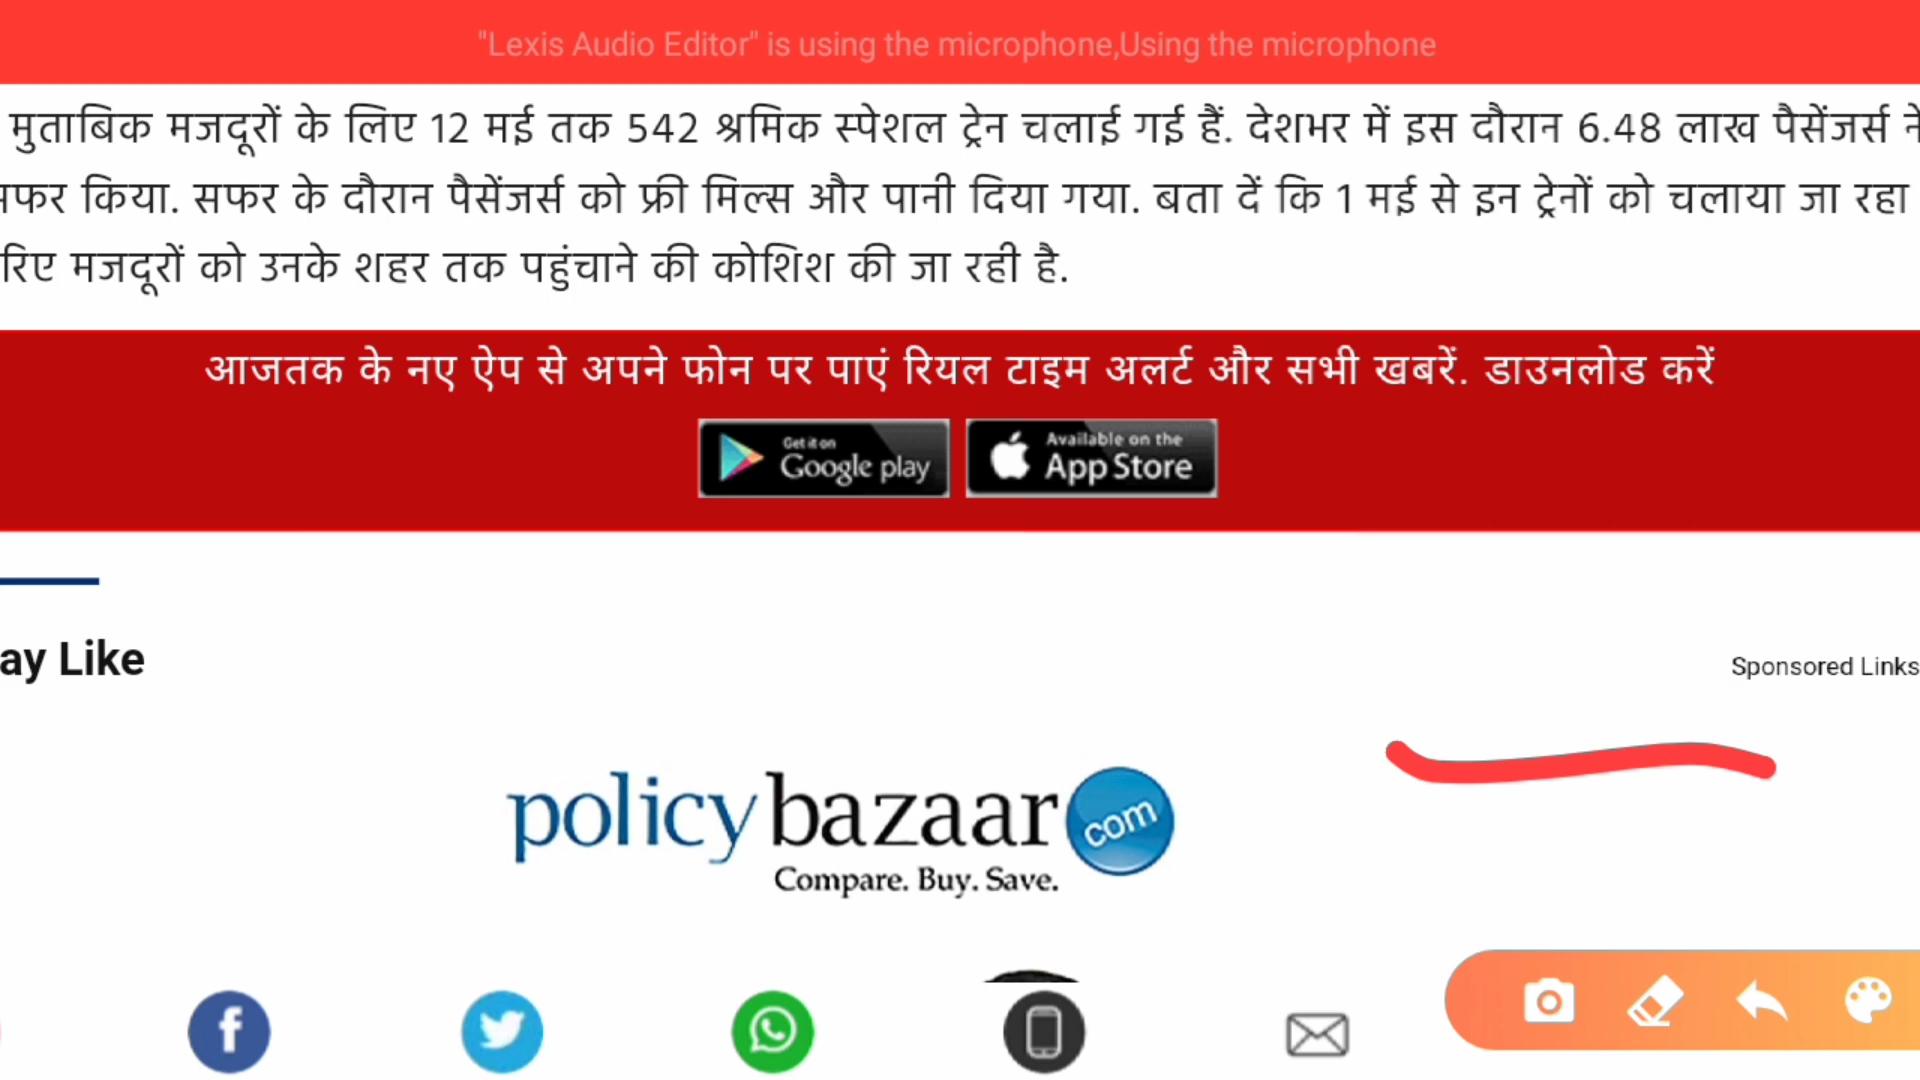 "Lexis Audio Editor" is using the microphone,Using the microphone
मुताबिक मजदूरों के लिए 12 मई तक 542 श्रमिक स्पेशल ट्रेन चलाई गई हैं. देशभर में इस दौरान 6.48 लाख पैसेंजर्स ने
सफर किया. सफर के दौरान पैसेंजर्स को फ्री मिल्स और पानी दिया गया. बता दें कि 1 मई से इन ट्रेनों को चलाया जा रहा
रिए मजदूरों को उनके शहर तक पहुंचाने की कोशिश की जा रही है.
आजतक के नए ऐप से अपने फोन पर पाएं रियल टाइम अलर्ट और सभी खबरें. डाउनलोड करें
Get it on
Google play
Available on the
App Store
ay Like
Sponsored Links
policybazaar com
Compare. Buy. Save.